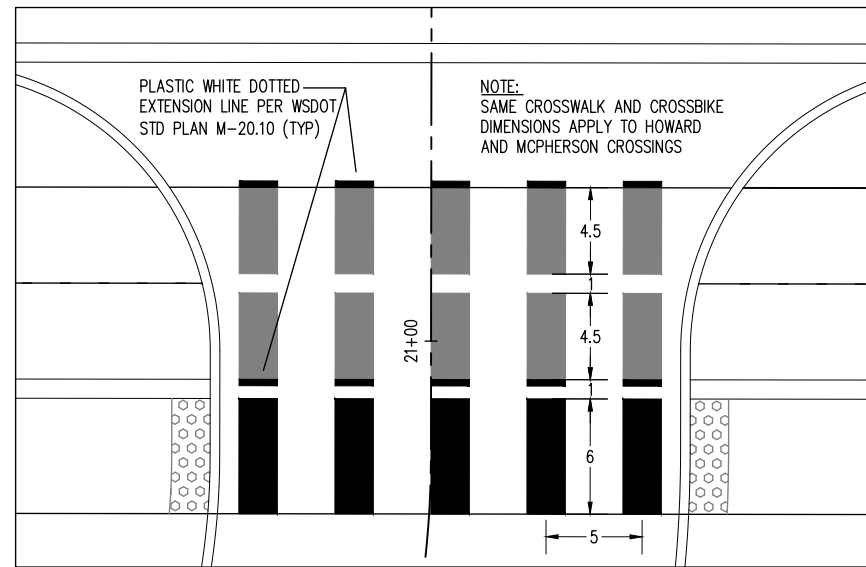 PLASTIC WHITE DOTTED
EXTENSION LINE PER WSDOT
STD PLAN M-20.10 (TYP)
NOTE:
SAME CROSSWALK AND CROSSBIKE
DIMENSIONS APPLY TO HOWARD
AND MCPHERSON CROSSINGS
4.5
1
4.5
1
6
5
21+00